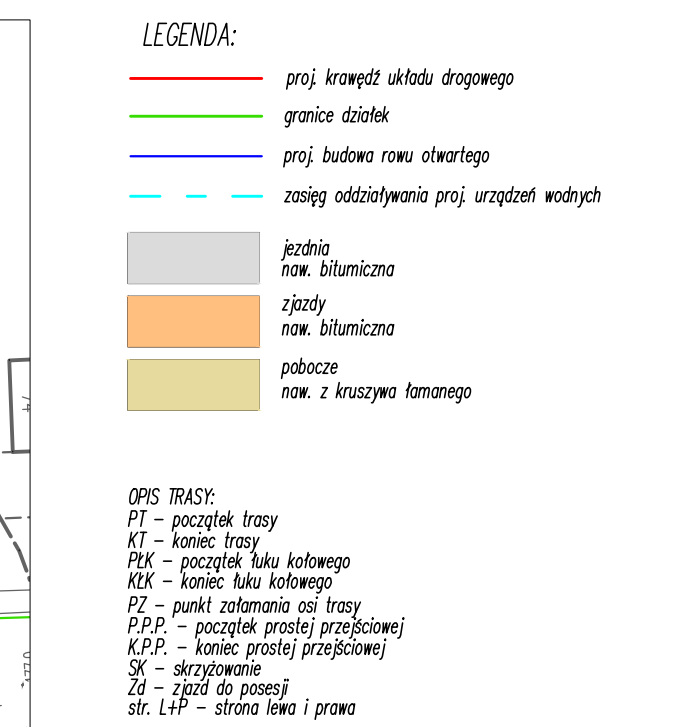 LEGENDA:
proj. krawędź układu drogowego
granice działek
proj. budowa rowu otwartego
zasięg oddziaływania proj. urządzeń wodnych
jezdnia
naw. bitumiczna
zjazdy
naw. bitumiczna
pobocze
naw. z kruszywa łamanego
OPIS TRASY:
PT – początek trasy
KT – koniec trasy
PŁK – początek łuku kołowego
KŁK – koniec łuku kołowego
PZ – punkt załamania osi trasy
P.P.P. – początek prostej przejściowej
K.P.P. – koniec prostej przejściowej
SK – skrzyżowanie
Zd – zjazd do posesji
str. L+P – strona lewa i prawa